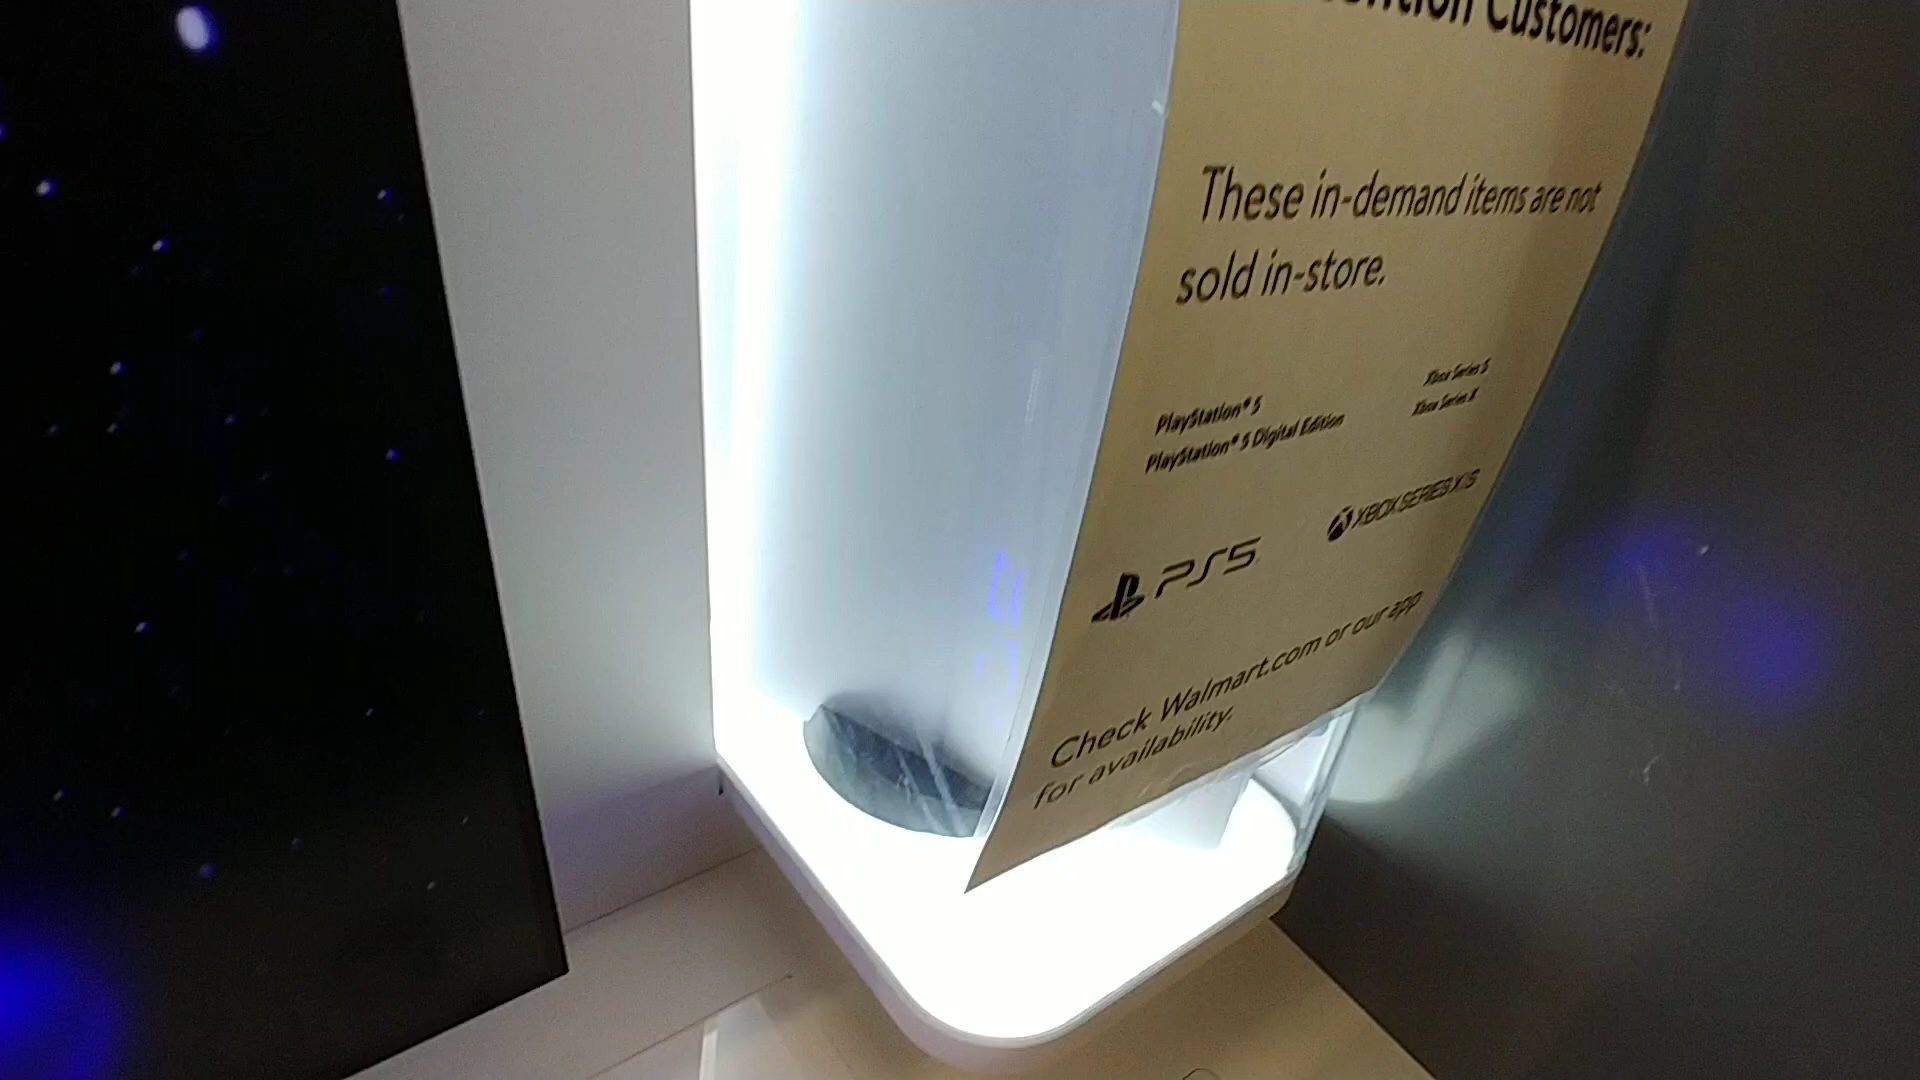 Customers:
These in-demand items are not
sold in-store.
PlayStation® 5
PlayStation® 5 Digital Edition
Xbox Series S
Xbox Series X
PS5
XBOX SERIES X|S
Check Walmart.com or our app
for availability.